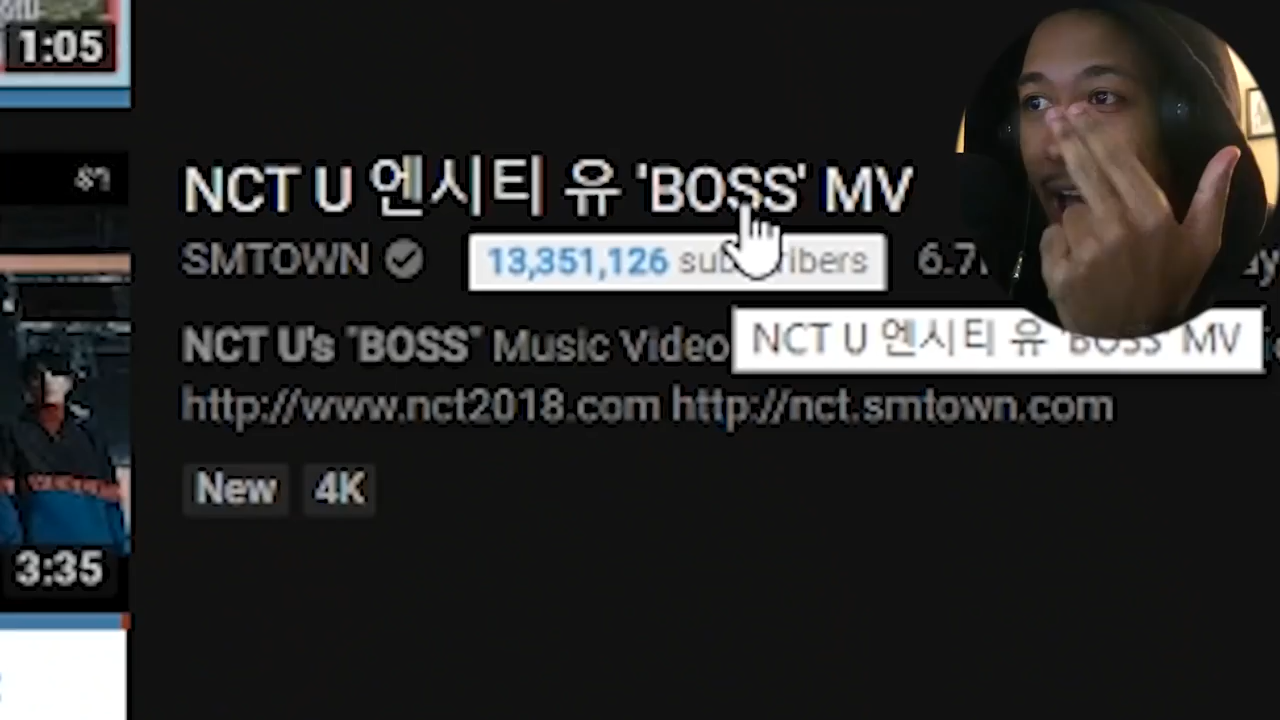 1:05
NCT U 엔시티 유 'BOSS' MV
SMTOWN 13,351,126 subscribers
NCT U's "BOSS" Music Video
NCT U 엔시티 유 'BOSS' MV
http://www.nct2018.com http://nct.smtown.com
New 4K
3:35